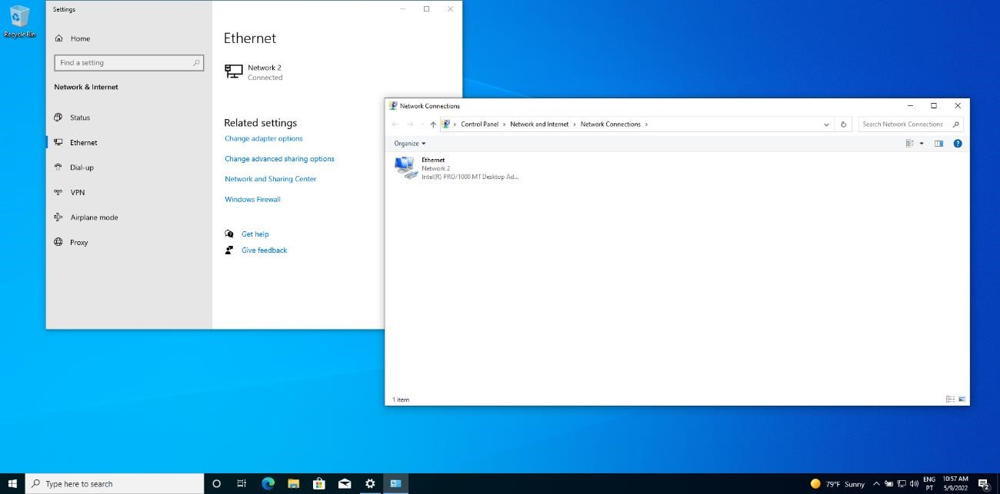 Recycle Bin
Settings
Home
Find a setting
Network & Internet
Status
Ethernet
Dial-up
VPN
Airplane mode
Proxy
Ethernet
Network 2
Connected
Related settings
Change adapter options
Change advanced sharing options
Network and Sharing Center
Windows Firewall
Get help
Give feedback
Network Connections
Control Panel › Network and Internet › Network Connections ›
Search Network Connections
Organize
Ethernet
Network 2
Intel(R) PRO/1000 MT Desktop Ad...
1 item
Type here to search
79°F Sunny
ENG
PT
10:57 AM
5/9/2022
2